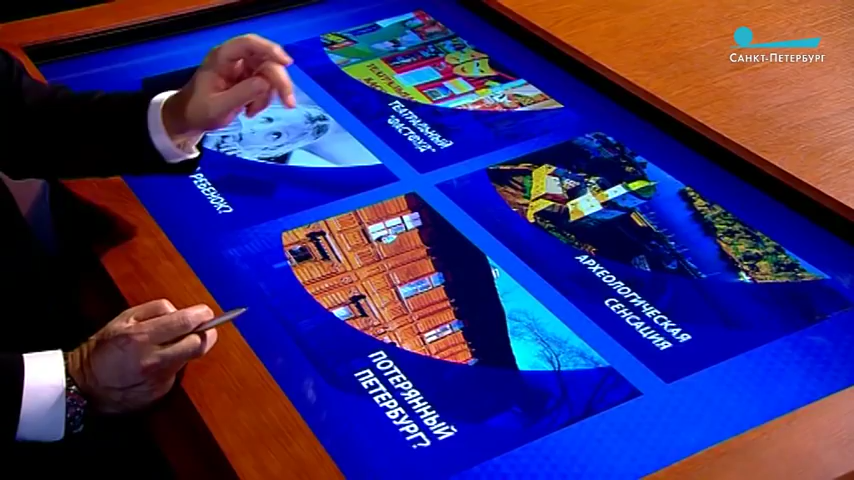 САНКТ-ПЕТЕРБУРГ
ТЕАТРАЛЬНЫЙ
"ФАСТФУД"
РЕБЕНОК?
АРХЕОЛОГИЧЕСКАЯ
СЕНСАЦИЯ
ПОТЕРЯННЫЙ
ПЕТЕРБУРГ?